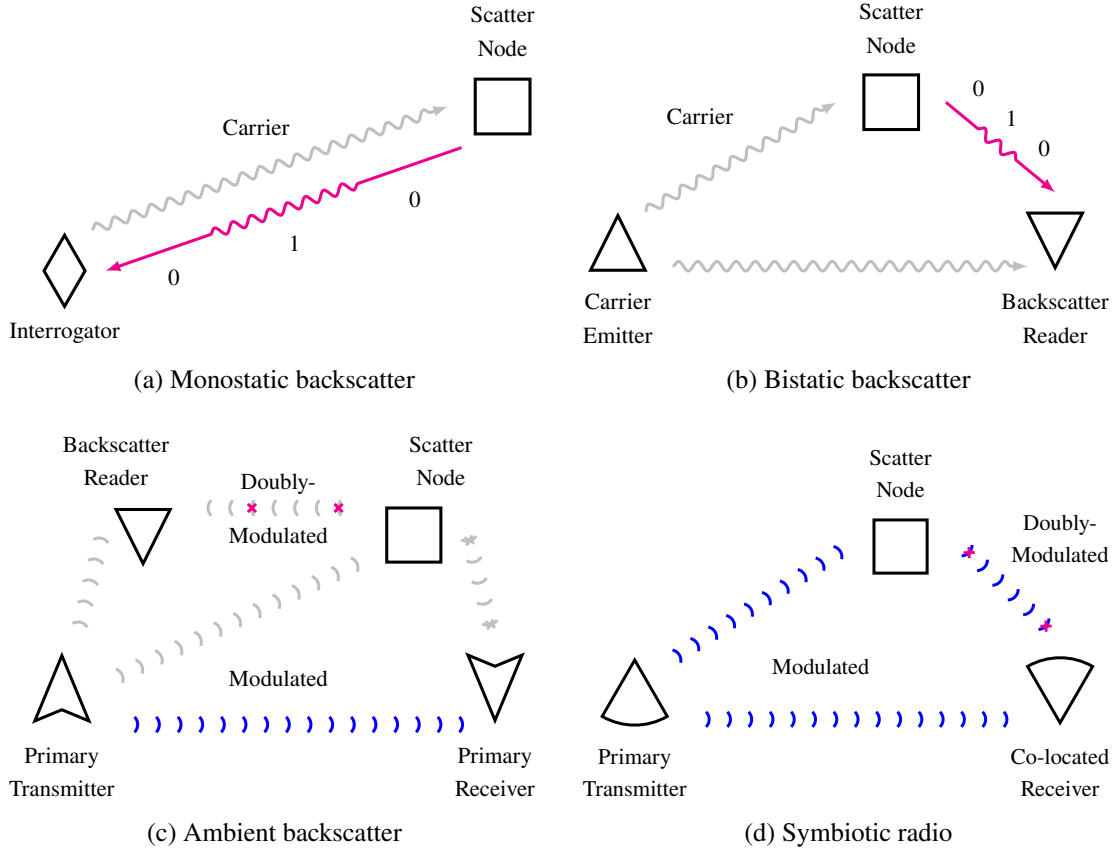 Scatter
Node
Carrier
0
1
0
Interrogator
(a) Monostatic backscatter
Scatter
Node
0
Carrier
1
0
Carrier
Emitter
Backscatter
Reader
(b) Bistatic backscatter
Backscatter
Reader
Doubly-
Modulated
Scatter
Node
Modulated
Primary
Transmitter
Primary
Receiver
(c) Ambient backscatter
Scatter
Node
Doubly-
Modulated
Modulated
Primary
Transmitter
Co-located
Receiver
(d) Symbiotic radio